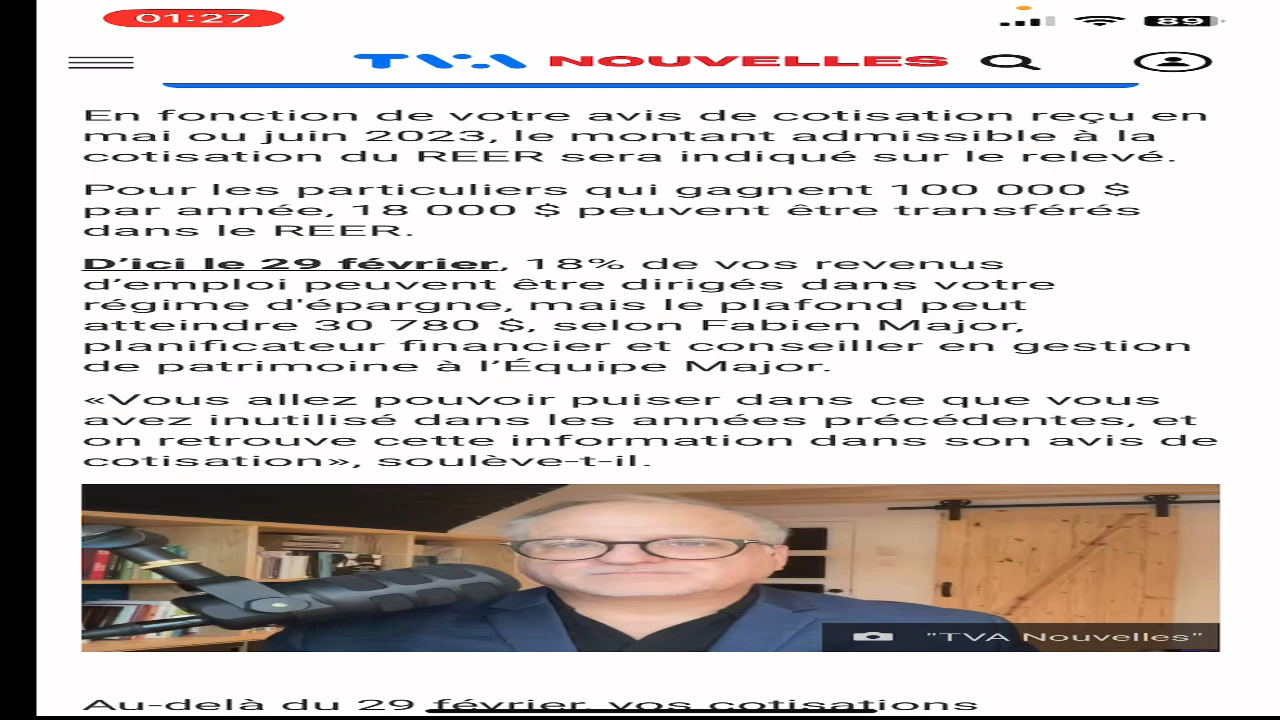 01:27
89
TVA NOUVELLES
En fonction de votre avis de cotisation reçu en
mai ou juin 2023, le montant admissible à la
cotisation du REER sera indiqué sur le relevé.
Pour les particuliers qui gagnent 100 000 $
par année, 18 000 $ peuvent être transférés
dans le REER.
D’ici le 29 février, 18% de vos revenus
d’emploi peuvent être dirigés dans votre
régime d'épargne, mais le plafond peut
atteindre 30 780 $, selon Fabien Major,
planificateur financier et conseiller en gestion
de patrimoine à l’Équipe Major.
«Vous allez pouvoir puiser dans ce que vous
avez inutilisé dans les années précédentes, et
on retrouve cette information dans son avis de
cotisation», soulève-t-il.
"TVA Nouvelles"
Au-delà du 29 février, vos cotisations